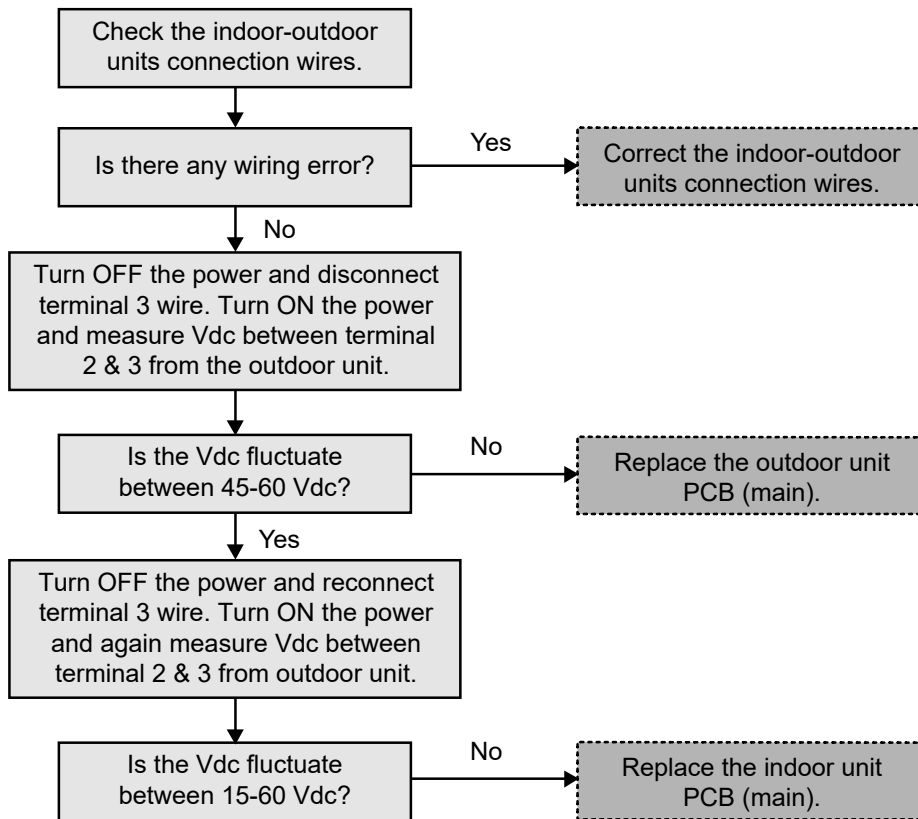 Check the indoor-outdoor
units connection wires.
Is there any wiring error?
Yes
Correct the indoor-outdoor
units connection wires.
No
Turn OFF the power and disconnect
terminal 3 wire. Turn ON the power
and measure Vdc between terminal
2 & 3 from the outdoor unit.
Is the Vdc fluctuate
between 45-60 Vdc?
No
Replace the outdoor unit
PCB (main).
Yes
Turn OFF the power and reconnect
terminal 3 wire. Turn ON the power
and again measure Vdc between
terminal 2 & 3 from outdoor unit.
Is the Vdc fluctuate
between 15-60 Vdc?
No
Replace the indoor unit
PCB (main).